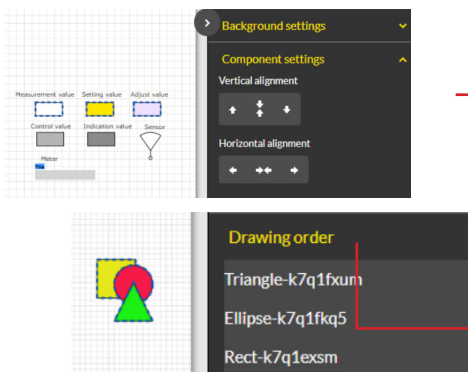 Background settings
Component settings
Vertical alignment
Measurement value Setting value Adjust value
Control value Indication value Sensor
Horizontal alignment
Meter
Drawing order
Triangle-k7q1fxum
Ellipse-k7q1fkq5
Rect-k7q1exsm